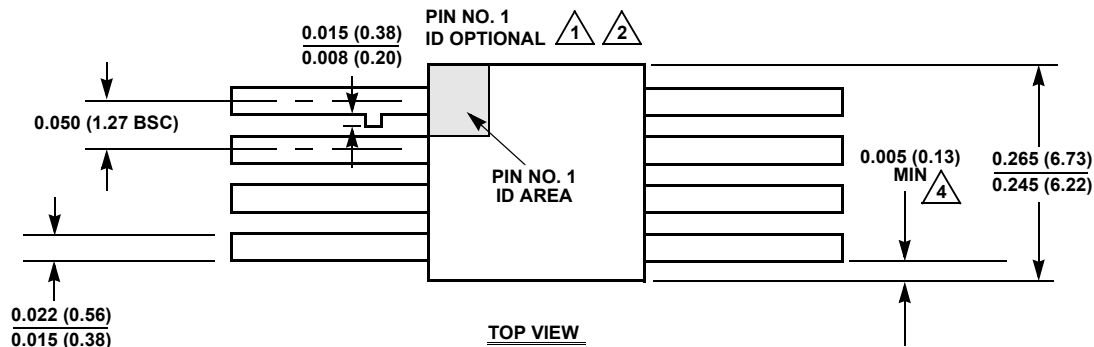 PIN NO. 1
ID OPTIONAL 1 2
0.015 (0.38)
0.008 (0.20)
0.050 (1.27 BSC)
PIN NO. 1
ID AREA
0.005 (0.13)
MIN 4
0.265 (6.73)
0.245 (6.22)
0.022 (0.56)
0.015 (0.38)
TOP VIEW